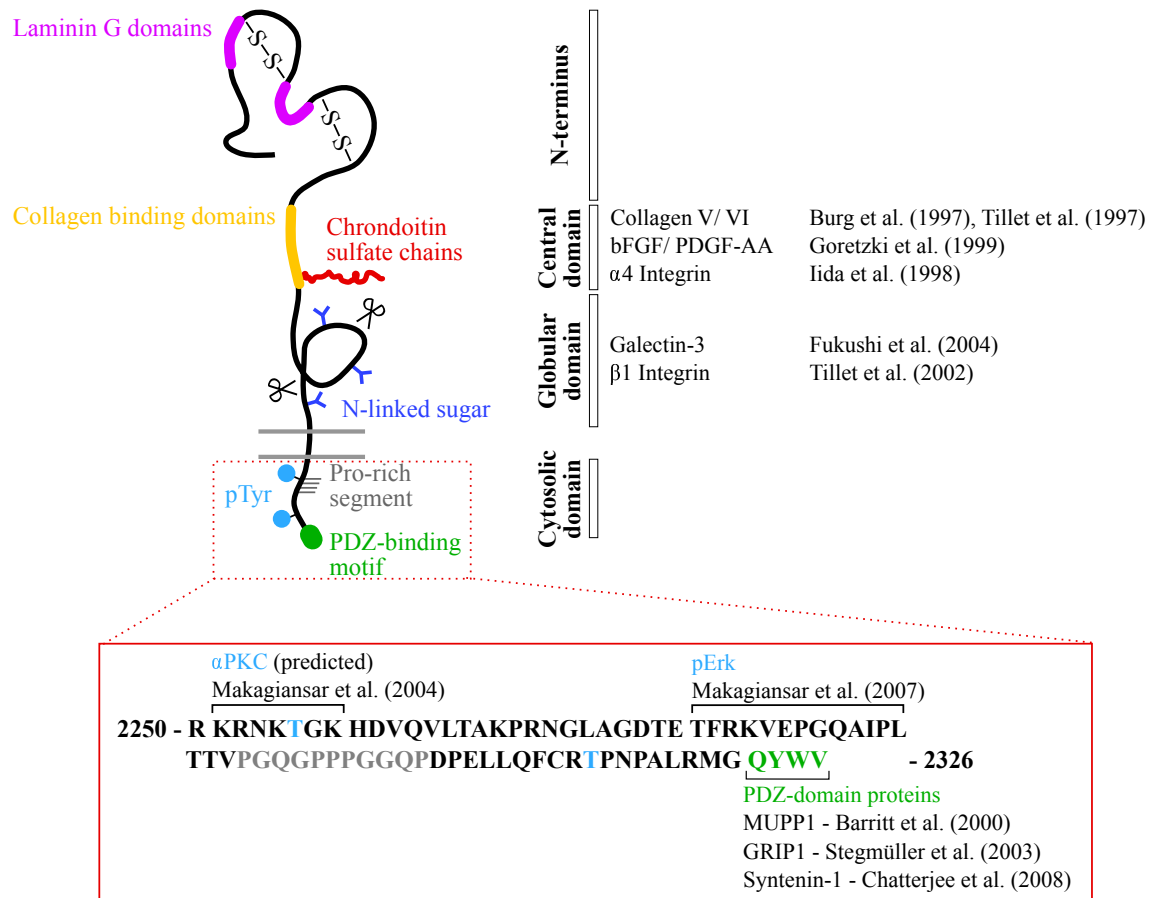 Laminin G domains
–S–S–
–S–S–
N-terminus
Collagen binding domains
Chrondoitin
sulfate chains
Central
domain
Collagen V/ VI Burg et al. (1997), Tillet et al. (1997)
bFGF/ PDGF-AA Goretzki et al. (1999)
α4 Integrin Iida et al. (1998)
Globular
domain
Galectin-3 Fukushi et al. (2004)
β1 Integrin Tillet et al. (2002)
N-linked sugar
Cytosolic
domain
pTyr
Pro-rich
segment
PDZ-binding
motif
αPKC (predicted)
Makagiansar et al. (2004)
pErk
Makagiansar et al. (2007)
2250 - R KRNKTGK HDVQVLTAKPRNGLAGDTE TFRKVEPGQAIPL
TTVPGQGPPPGGQPDPELLQFCRTPNPALRMG QYWV - 2326
PDZ-domain proteins
MUPP1 - Barritt et al. (2000)
GRIP1 - Stegmüller et al. (2003)
Syntenin-1 - Chatterjee et al. (2008)